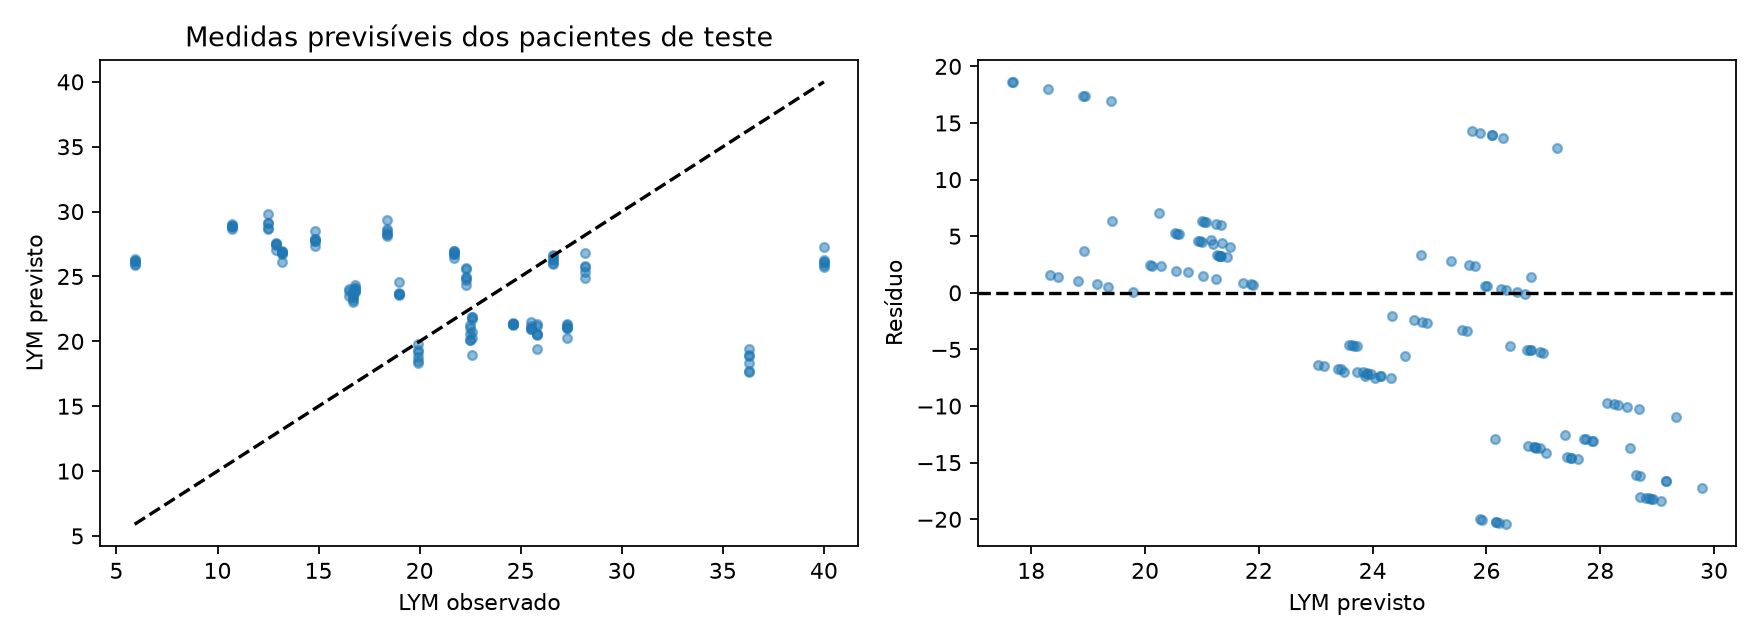 Medidas previsíveis dos pacientes de teste
LYM previsto
40
35
30
25
20
15
10
5
5 10 15 20 25 30 35 40
LYM observado
Resíduo
20
15
10
5
0
−5
−10
−15
−20
18 20 22 24 26 28 30
LYM previsto